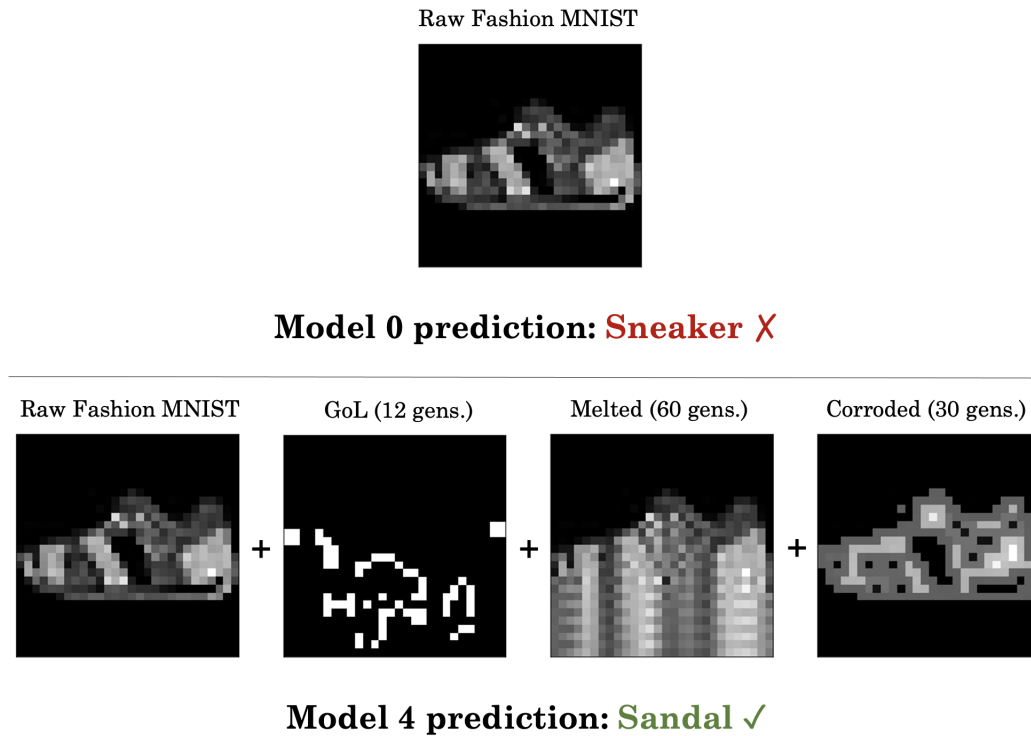 Raw Fashion MNIST
Model 0 prediction: Sneaker ✗
Raw Fashion MNIST GoL (12 gens.) Melted (60 gens.) Corroded (30 gens.)
+ + +
Model 4 prediction: Sandal ✓